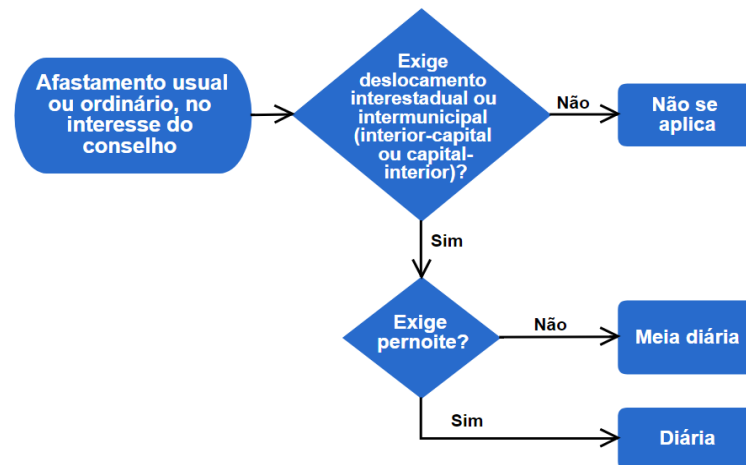 Afastamento usual
ou ordinário, no
interesse do
conselho
Exige
deslocamento
interestadual ou
intermunicipal
(interior-capital
ou capital-
interior)?
Não
Não se
aplica
Sim
Exige
pernoite?
Não
Meia diária
Sim
Diária